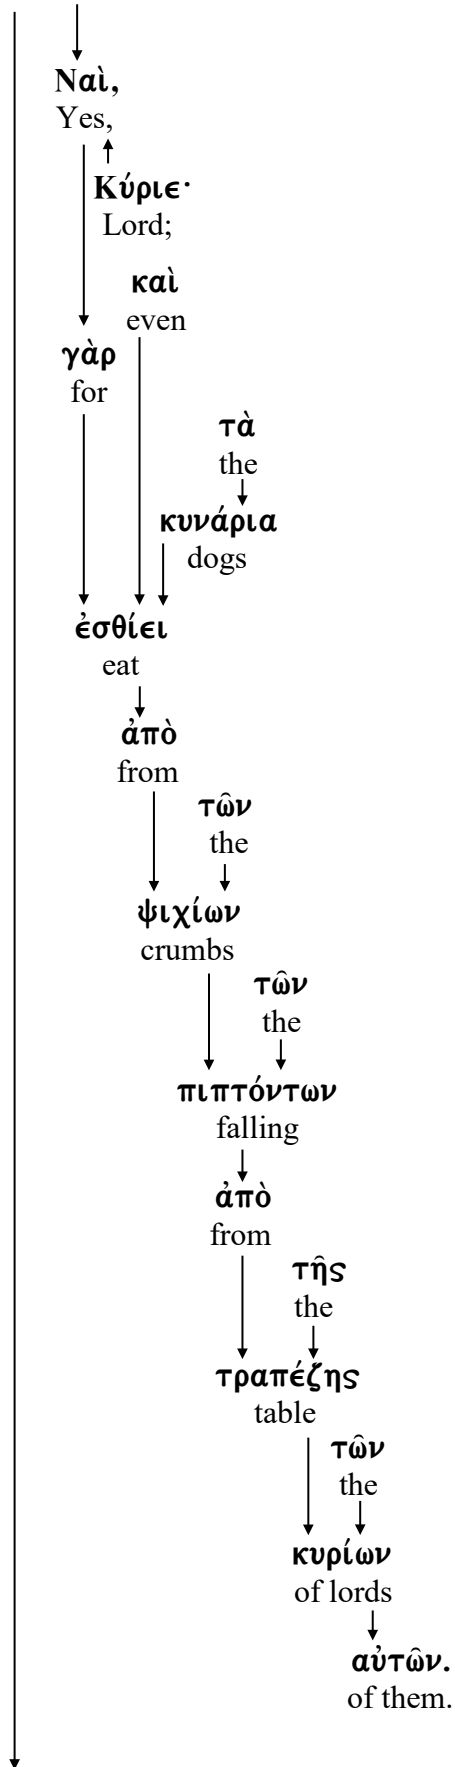 Ναὶ,
Yes,
Κύριε·
Lord;
καὶ
even
γὰρ
for
τὰ
the
κυνάρια
dogs
ἐσθίει
eat
ἀπὸ
from
τῶν
the
ψιχίων
crumbs
τῶν
the
πιπτόντων
falling
ἀπὸ
from
τῆς
the
τραπέζης
table
τῶν
the
κυρίων
of lords
αὐτῶν.
of them.